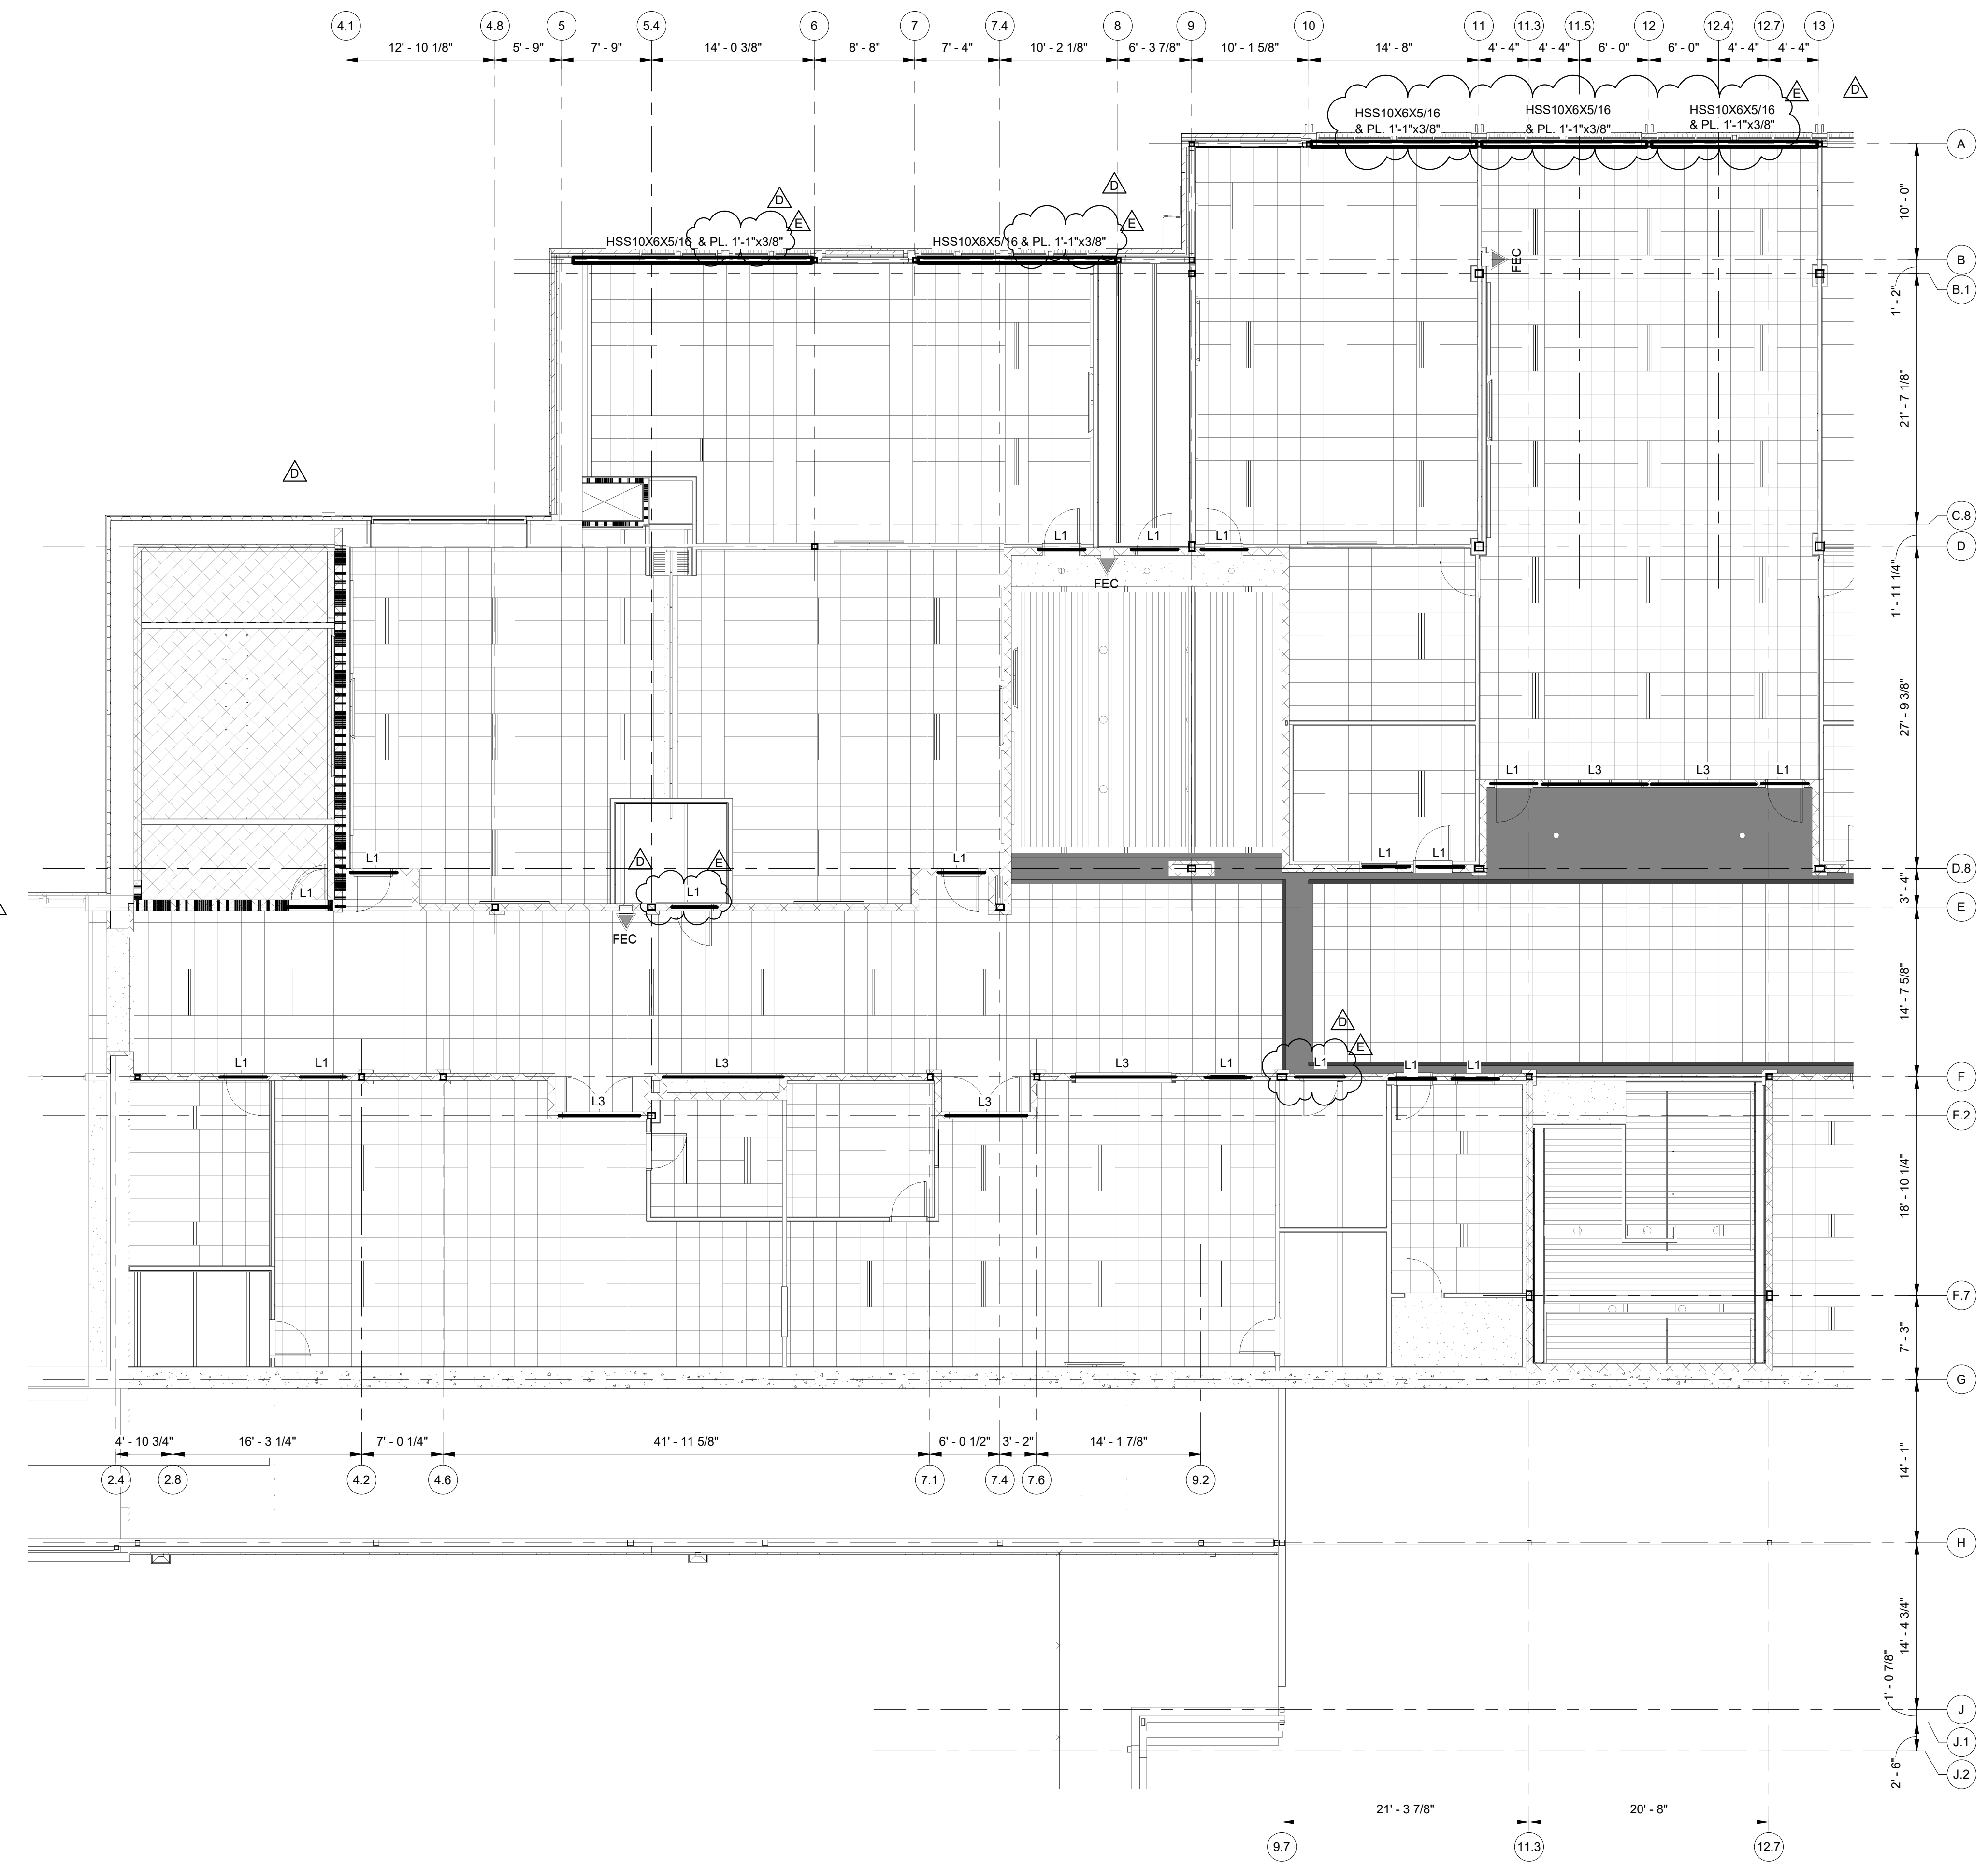 4.1 4.8 5 5.4 6 7 7.4 8 9 10 11 11.3 11.5 12 12.4 12.7 13
12' - 10 1/8" 5' - 9" 7' - 9" 14' - 0 3/8" 8' - 8" 7' - 4" 10' - 2 1/8" 6' - 3 7/8" 10' - 1 5/8" 14' - 8" 4' - 4" 4' - 4" 6' - 0" 6' - 0" 4' - 4" 4' - 4"
E D
HSS10X6X5/16
& PL. 1'-1"x3/8"
HSS10X6X5/16
& PL. 1'-1"x3/8"
HSS10X6X5/16
& PL. 1'-1"x3/8"
A
10' - 0"
D D
E E
HSS10X6X5/16 & PL. 1'-1"x3/8"
HSS10X6X5/16 & PL. 1'-1"x3/8"
FEC
B
1' - 2"
B.1
21' - 7 1/8"
D
C.8
L1 L1 L1
D
FEC
1' - 11 1/4"
27' - 9 3/8"
L1 L3 L3 L1
L1 L1 L1 L1
D E
D.8
L1 L1
3' - 4"
E
FEC
14' - 7 5/8"
D
E
L1 L1 L3 L3 L1 L1 L1 L1
F
L3 L3
F.2
18' - 10 1/4"
F.7
7' - 3"
G
4' - 10 3/4" 16' - 3 1/4" 7' - 0 1/4" 41' - 11 5/8" 6' - 0 1/2" 3' - 2" 14' - 1 7/8"
14' - 1"
2.4 2.8 4.2 4.6 7.1 7.4 7.6 9.2
H
14' - 4 3/4"
1' - 0 7/8"
J
J.1
2' - 6"
J.2
21' - 3 7/8" 20' - 8"
9.7 11.3 12.7